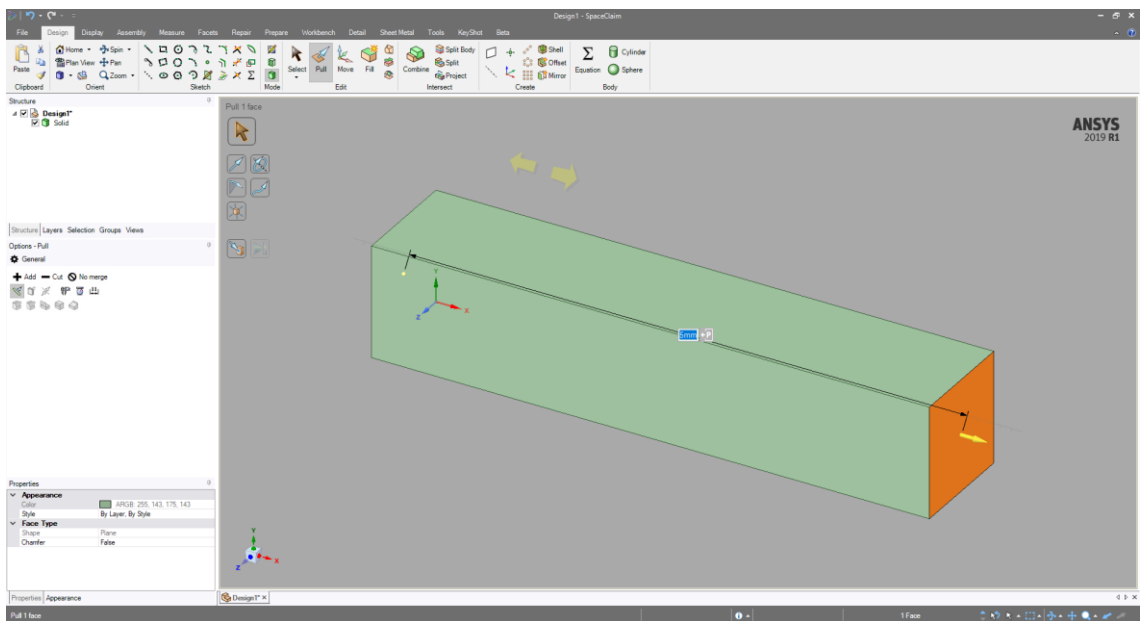 Design1 - SpaceClaim
File Design Display Assembly Measure Facets Repair Prepare Workbench Detail Sheet Metal Tools KeyShot Beta
Paste
Home Spin
Plan View Pan
Zoom
Select Pull Move Fill
Combine
Split Body
Split
Project
Shell
Offset
Mirror
Equation
Cylinder
Sphere
Clipboard Orient Sketch Mode Edit Intersect Create Body
Structure
Design1*
Solid
Structure Layers Selection Groups Views
Options - Pull
General
Add Cut No merge
Properties
Appearance
Color ARGB: 255, 143, 175, 143
Style By Layer, By Style
Face Type
Shape Plane
Chamfer False
Properties Appearance
Pull 1 face
ANSYS
2019 R1
Y
X
Z
5mm P
Y
X
Z
Design1*
Pull 1 face
1 Face